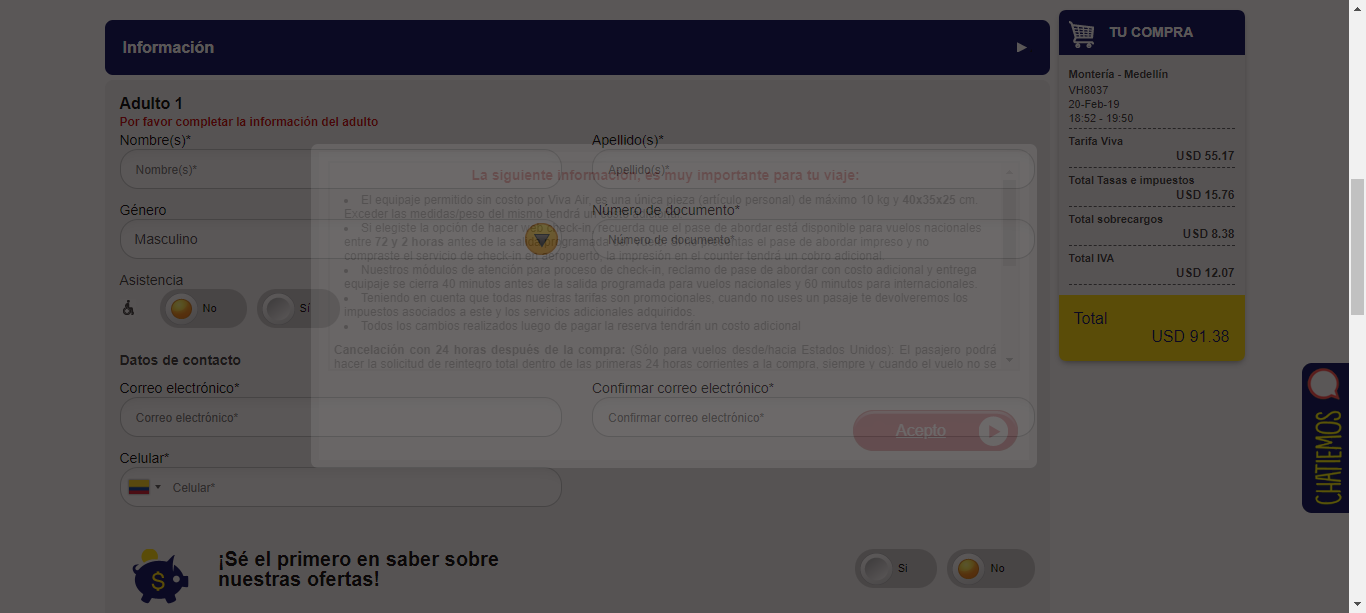 Información
TU COMPRA
Montería - Medellín
VH8037
20-Feb-19
18:52 - 19:50
Tarifa Viva
USD 55.17
Total Tasas e impuestos
USD 15.76
Total sobrecargos
USD 8.38
Total IVA
USD 12.07
Total
USD 91.38
Adulto 1
Por favor completar la información del adulto
Nombre(s)* Apellido(s)*
Nombre(s)* Apellido(s)*
Género Número de documento*
Masculino Número de documento*
Asistencia
No Sí
Datos de contacto
Correo electrónico* Confirmar correo electrónico*
Correo electrónico* Confirmar correo electrónico*
Celular*
Celular*
¡Sé el primero en saber sobre
nuestras ofertas!
Sí No
La siguiente información, es muy importante para tu viaje:
• El equipaje permitido sin costo por Viva Air, es una única pieza (artículo personal) de máximo 10 kg y 40x35x25 cm.
Exceder las medidas/peso del mismo tendrá un
• Si elegiste la opción de hacer web check-in, recuerda que el pase de abordar está disponible para vuelos nacionales
entre 72 y 2 horas antes de la salida programada del vuelo. Si no presentas el pase de abordar impreso y no
compraste el servicio de check-in en aeropuerto, la impresión en el counter tendrá un cobro adicional.
• Nuestros módulos de atención para proceso de check-in, reclamo de pase de abordar con costo adicional y entrega
equipaje se cierra 40 minutos antes de la salida programada para vuelos nacionales y 60 minutos para internacionales
• Teniendo en cuenta que todas nuestras tarifas son promocionales, cuando no uses un pasaje te devolveremos los
impuestos asociados a este y los servicios adicionales adquiridos.
• Todos los cambios realizados luego de pagar la reserva tendrán un costo adicional
Cancelación con 24 horas después de la compra: (Sólo para vuelos desde/hacia Estados Unidos). El pasajero podrá
hacer la solicitud de reintegro total dentro de las primeras 24 horas corrientes a la compra, siempre y cuando el vuelo no se
Acepto
CHATIEMOS